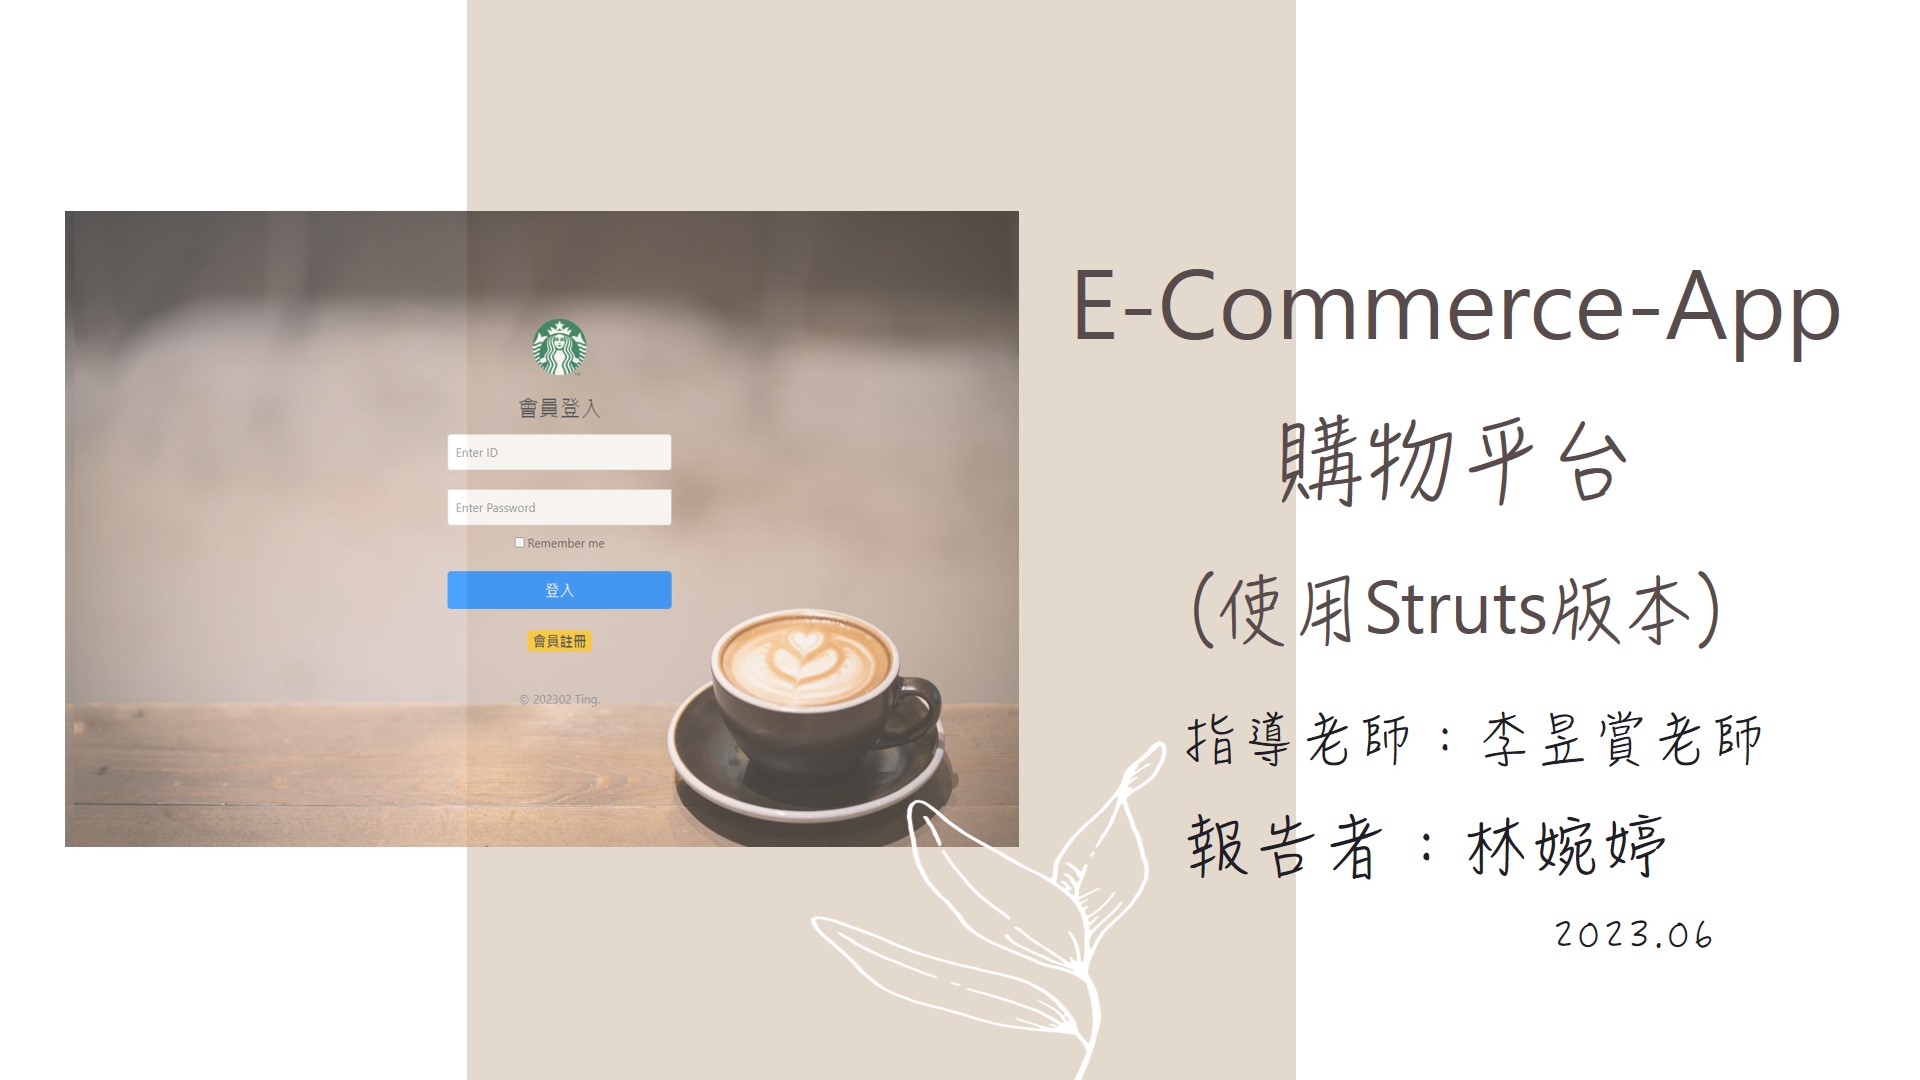 會員登入
Enter ID
Enter Password
Remember me
登入
會員註冊
© 202302 Ting.
E-Commerce-App
購物平台
(使用Struts版本)
指導老師：李昱賞老師
報告者：林婉婷
2023.06